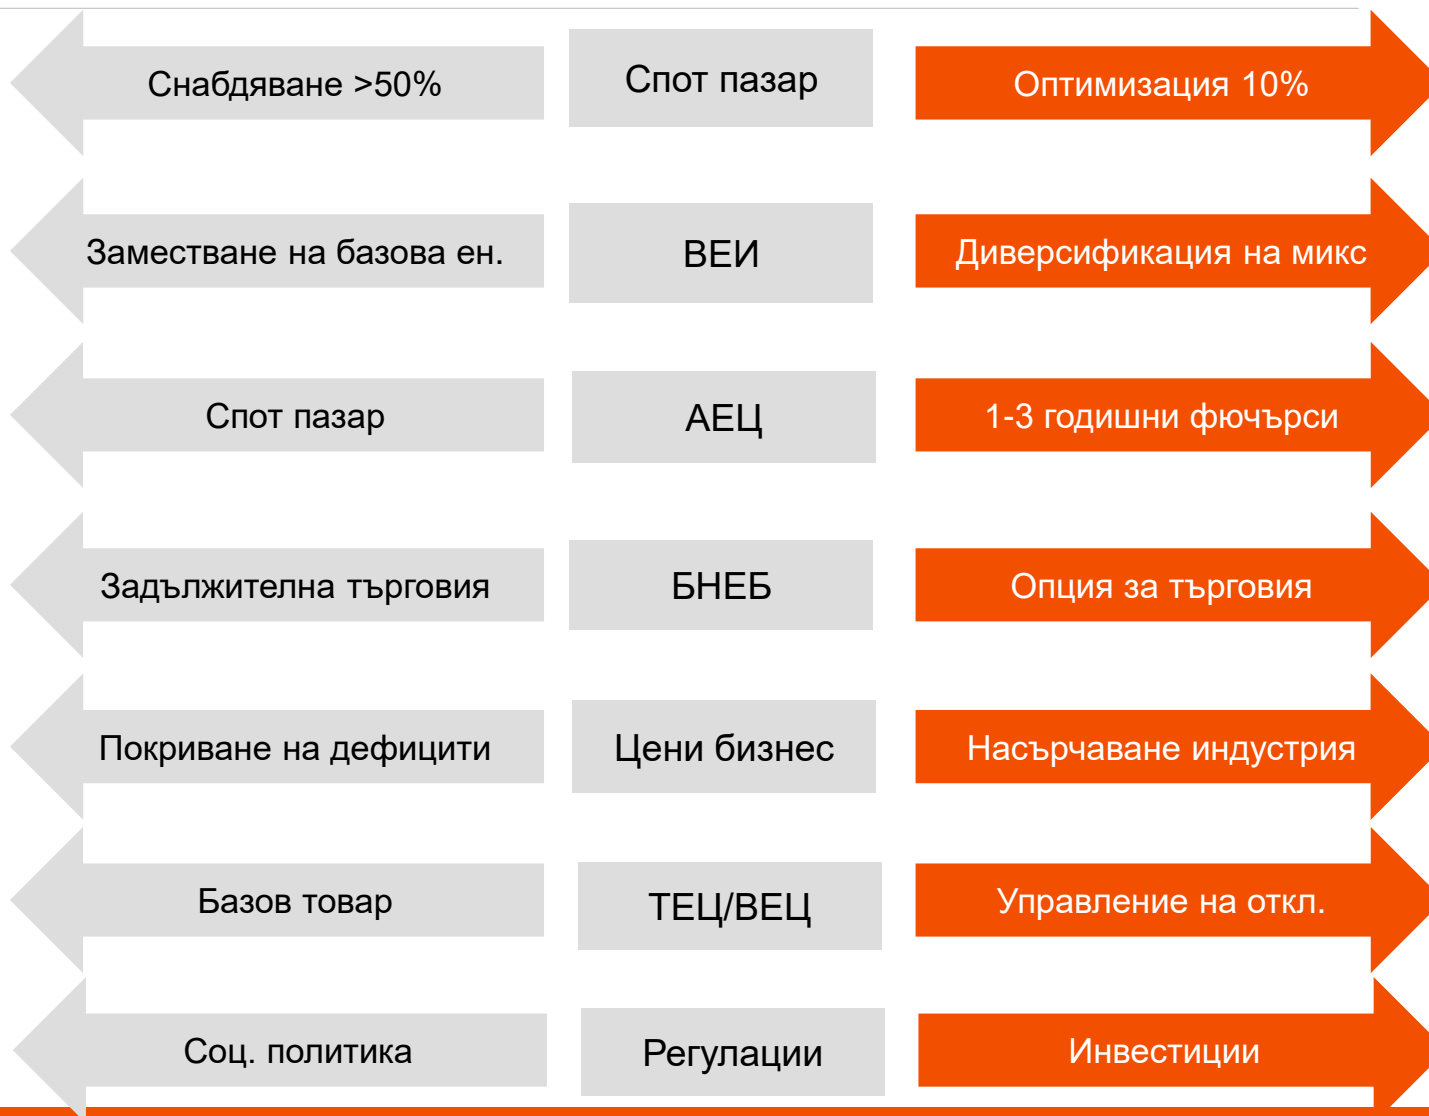 Снабдяване >50%
Спот пазар
Оптимизация 10%
Заместване на базова ен.
ВЕИ
Диверсификация на микс
Спот пазар
АЕЦ
1-3 годишни фючърси
Задължителна търговия
БНЕБ
Опция за търговия
Покриване на дефицити
Цени бизнес
Насърчаване индустрия
Базов товар
ТЕЦ/ВЕЦ
Управление на откл.
Соц. политика
Регулации
Инвестиции